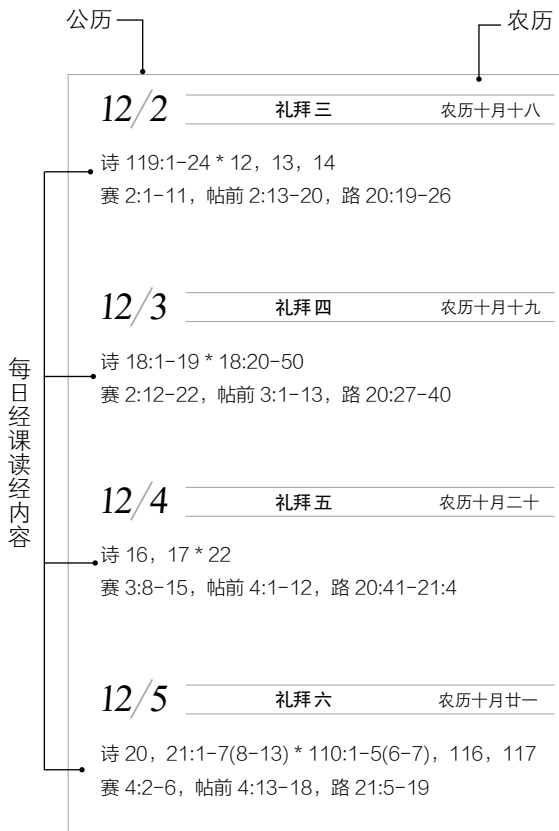 公历
农历
12/2 礼拜三 农历十月十八
诗 119:1-24 * 12，13，14
赛 2:1-11，帖前 2:13-20，路 20:19-26
12/3 礼拜四 农历十月十九
诗 18:1-19 * 18:20-50
赛 2:12-22，帖前 3:1-13，路 20:27-40
每日经课读经内容
12/4 礼拜五 农历十月二十
诗 16，17 * 22
赛 3:8-15，帖前 4:1-12，路 20:41-21:4
12/5 礼拜六 农历十月廿一
诗 20，21:1-7(8-13) * 110:1-5(6-7)，116，117
赛 4:2-6，帖前 4:13-18，路 21:5-19